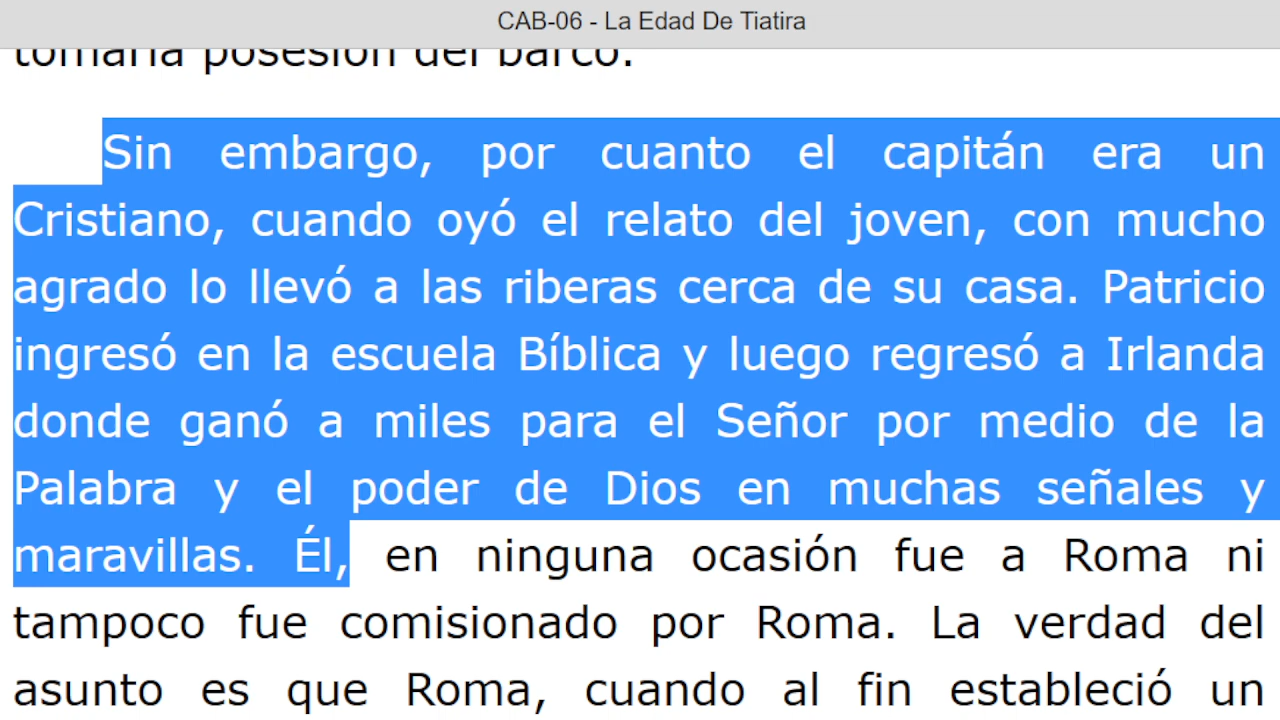 CAB-06 - La Edad De Tiatira
tomaría posesión del barco.
Sin embargo, por cuanto el capitán era un
Cristiano, cuando oyó el relato del joven, con mucho
agrado lo llevó a las riberas cerca de su casa. Patricio
ingresó en la escuela Bíblica y luego regresó a Irlanda
donde ganó a miles para el Señor por medio de la
Palabra y el poder de Dios en muchas señales y
maravillas. Él, en ninguna ocasión fue a Roma ni
tampoco fue comisionado por Roma. La verdad del
asunto es que Roma, cuando al fin estableció un